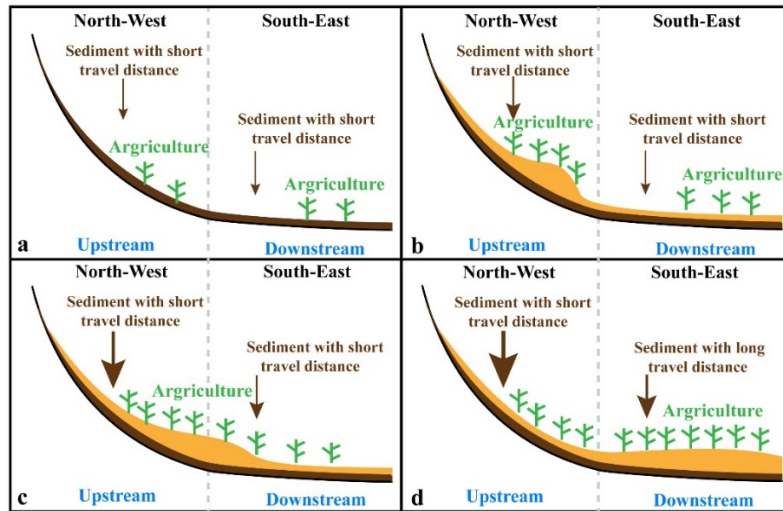 North-West
South-East
Sediment with short
travel distance
Sediment with short
travel distance
Argriculture
Argriculture
a
Upstream
Downstream
North-West
South-East
Sediment with short
travel distance
Sediment with short
travel distance
Argriculture
Argriculture
b
Upstream
Downstream
North-West
South-East
Sediment with short
travel distance
Sediment with short
travel distance
Argriculture
c
Upstream
Downstream
North-West
South-East
Sediment with short
travel distance
Sediment with long
travel distance
Argriculture
d
Upstream
Downstream